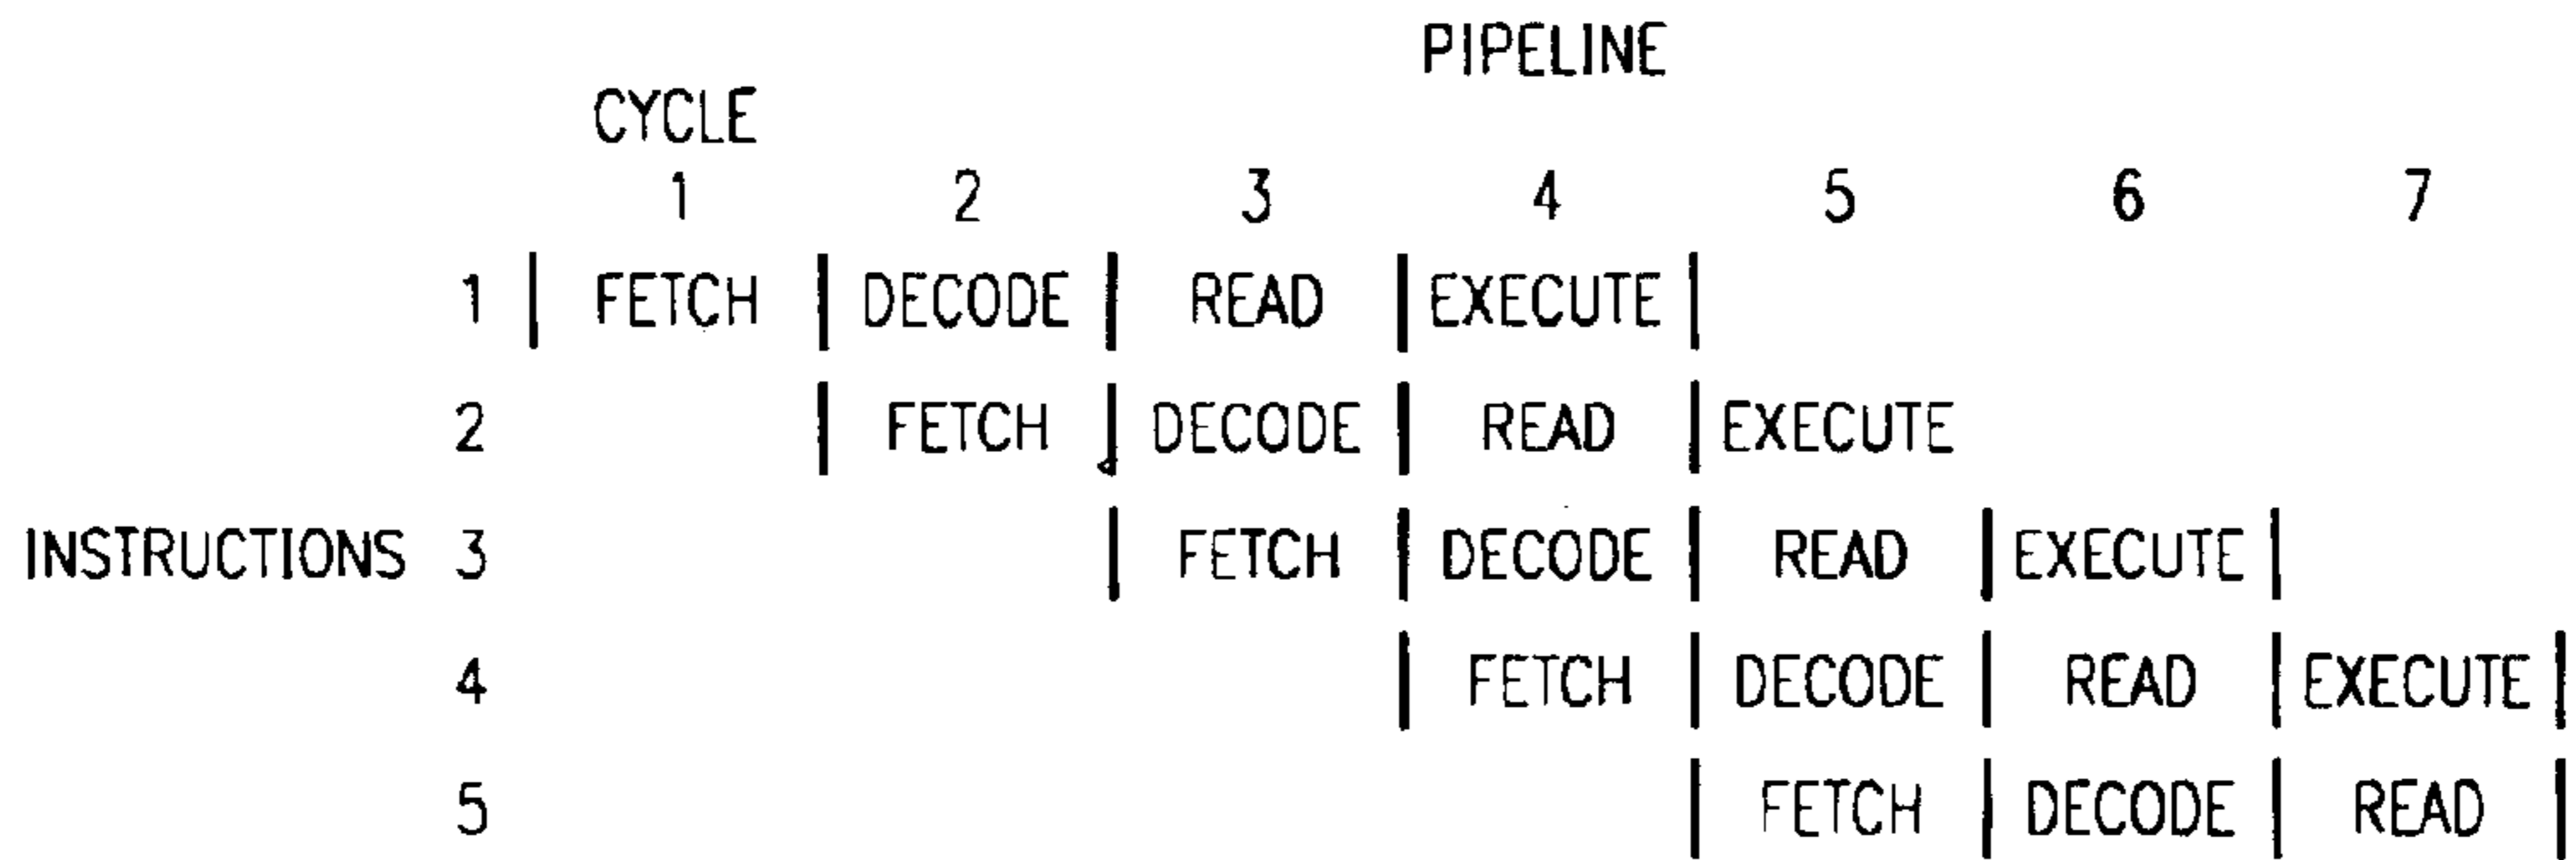 PIPELINE
CYCLE
1 2 3 4 5 6 7
1 | FETCH | DECODE | READ | EXECUTE |
2 | FETCH | DECODE | READ | EXECUTE
INSTRUCTIONS 3 | FETCH | DECODE | READ | EXECUTE |
4 | FETCH | DECODE | READ | EXECUTE |
5 | FETCH | DECODE | READ |